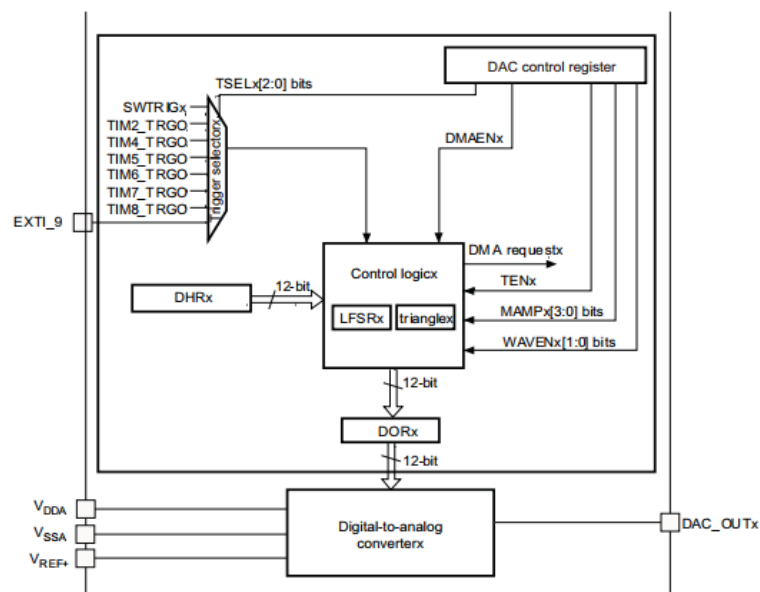 DAC control register
TSELx[2:0] bits
SWTRIGx
TIM2_TRGO
TIM4_TRGO
TIM5_TRGO
TIM6_TRGO
TIM7_TRGO
TIM8_TRGO
Trigger selectorx
DMAENx
EXTI_9
DMA requestx
Control logicx
TENx
12-bit
DHRx
LFSRx
trianglex
MAMPx[3:0] bits
WAVENx[1:0] bits
12-bit
DORx
12-bit
VDDA
VSSA
VREF+
Digital-to-analog
converterx
DAC_OUTx